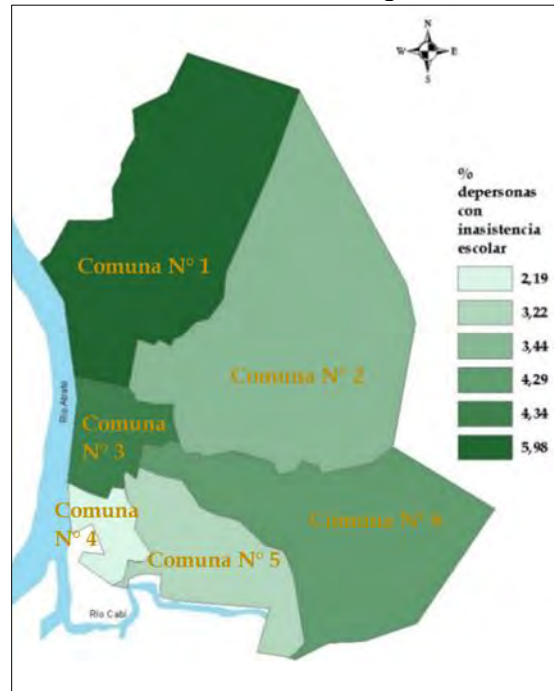 N
W E
S
%
depersonas
con
inasistencia
escolar
2,19
3,22
3,44
4,29
4,34
5,98
Comuna N° 1
Comuna N° 2
Río Atrato
Comuna
N° 3
Comuna
N° 4
Comuna N° 5
Comuna N° 6
Río Cabí